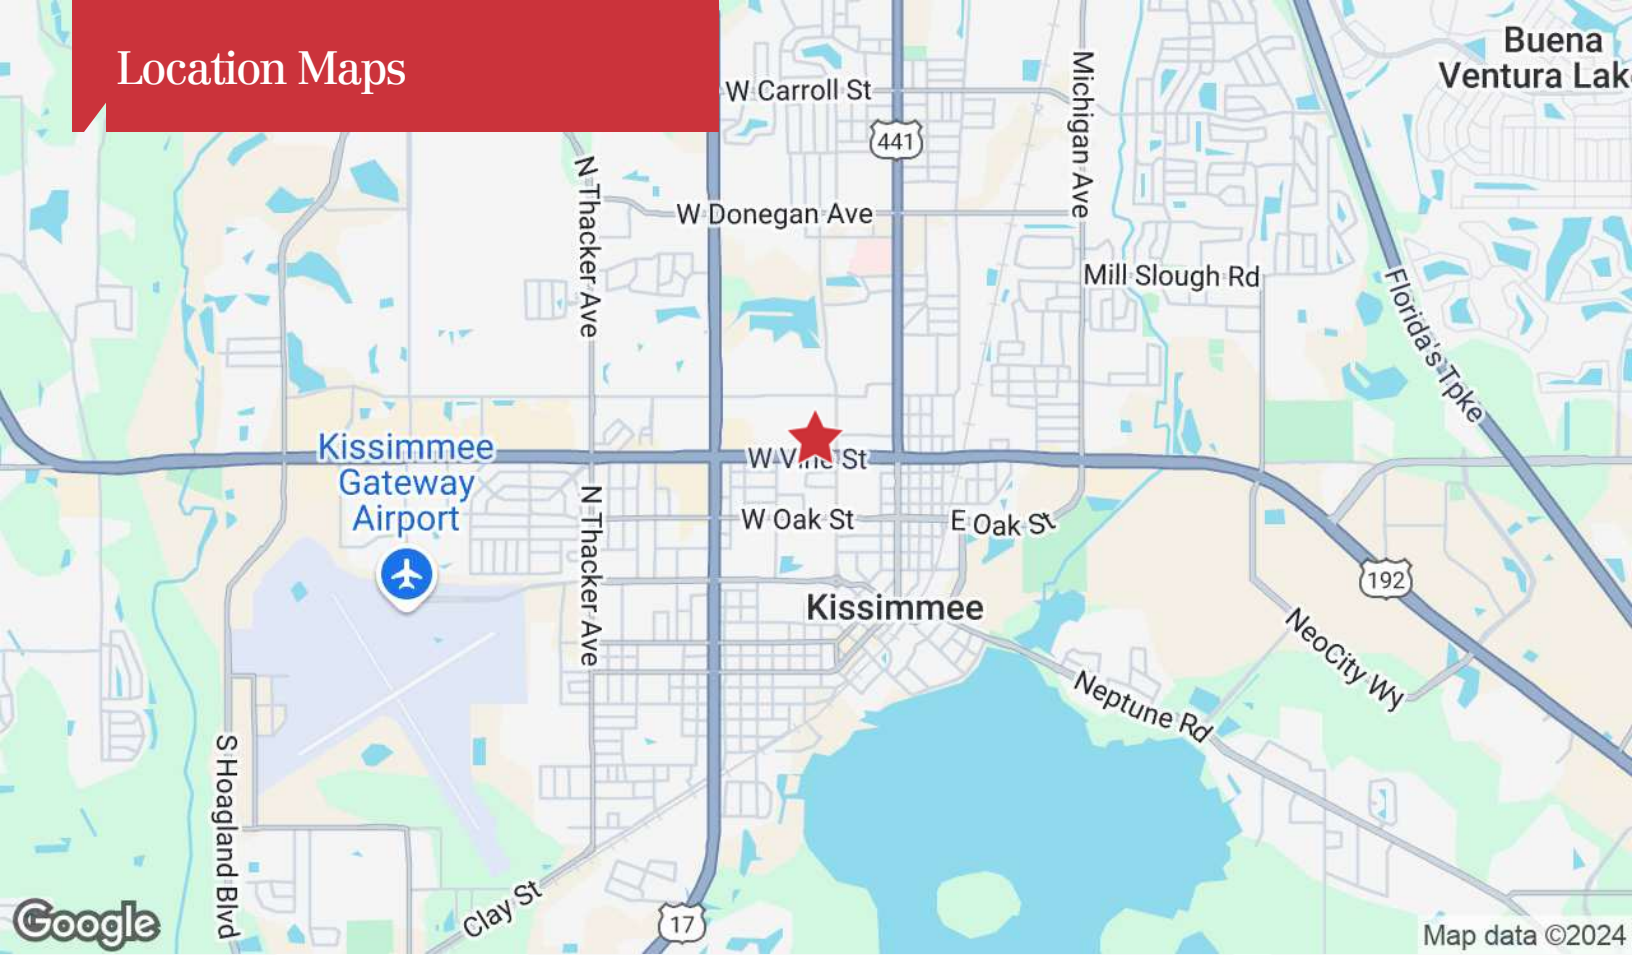 Location Maps
Buena
Ventura Lak
W Carroll St
441
Michigan Ave
N Thacker Ave
W Donegan Ave
Mill Slough Rd
Florida's Tpke
Kissimmee
Gateway
Airport
W Vine St
N Thacker Ave
W Oak St
E Oak St
192
Kissimmee
NeoCity Wy
Neptune Rd
S Hoagland Blvd
Clay St
17
Google
Map data ©2024